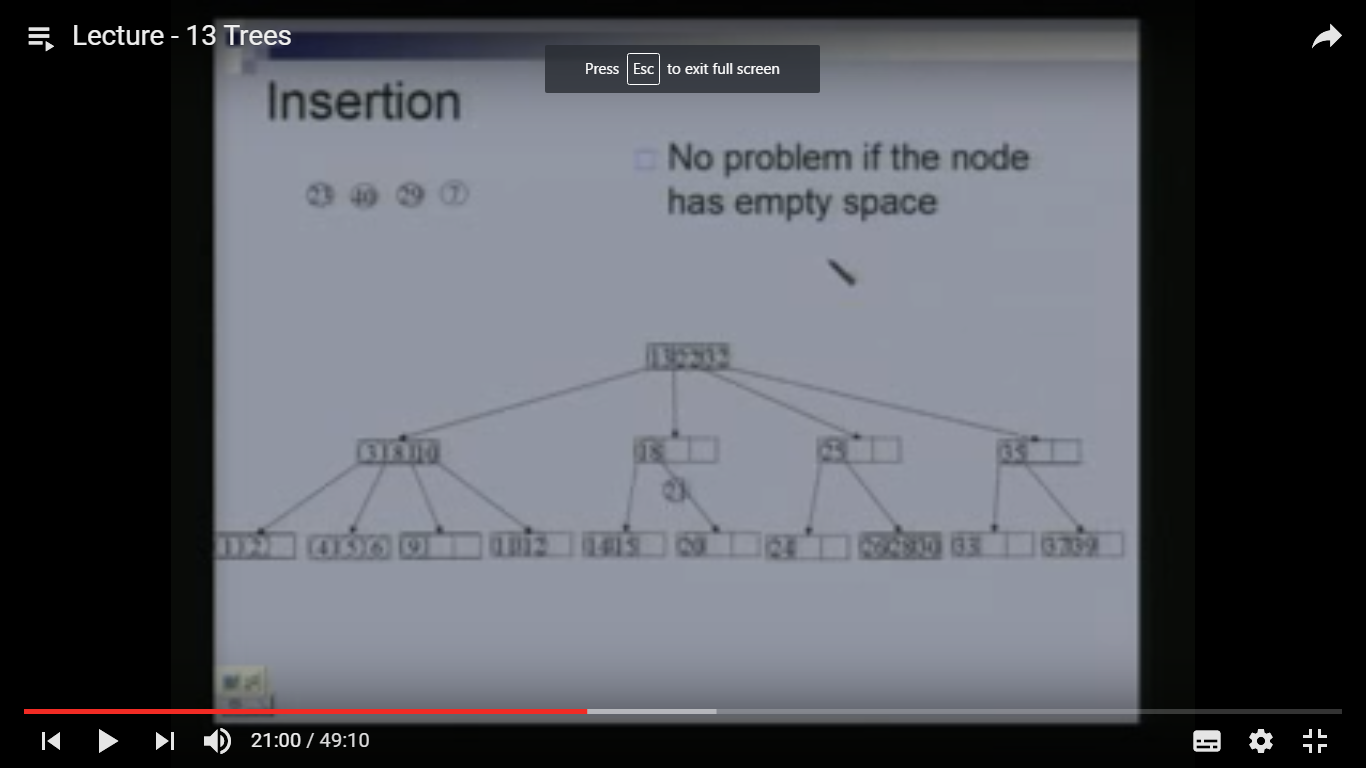 Lecture - 13 Trees
Press Esc to exit full screen
Insertion
No problem if the node
has empty space
23 40 29 7
13 22 32
3 8 10 18 25 35
21
1 2 4 5 6 9 11 12 14 15 20 24 26 28 30 33 37 39
21:00 / 49:10